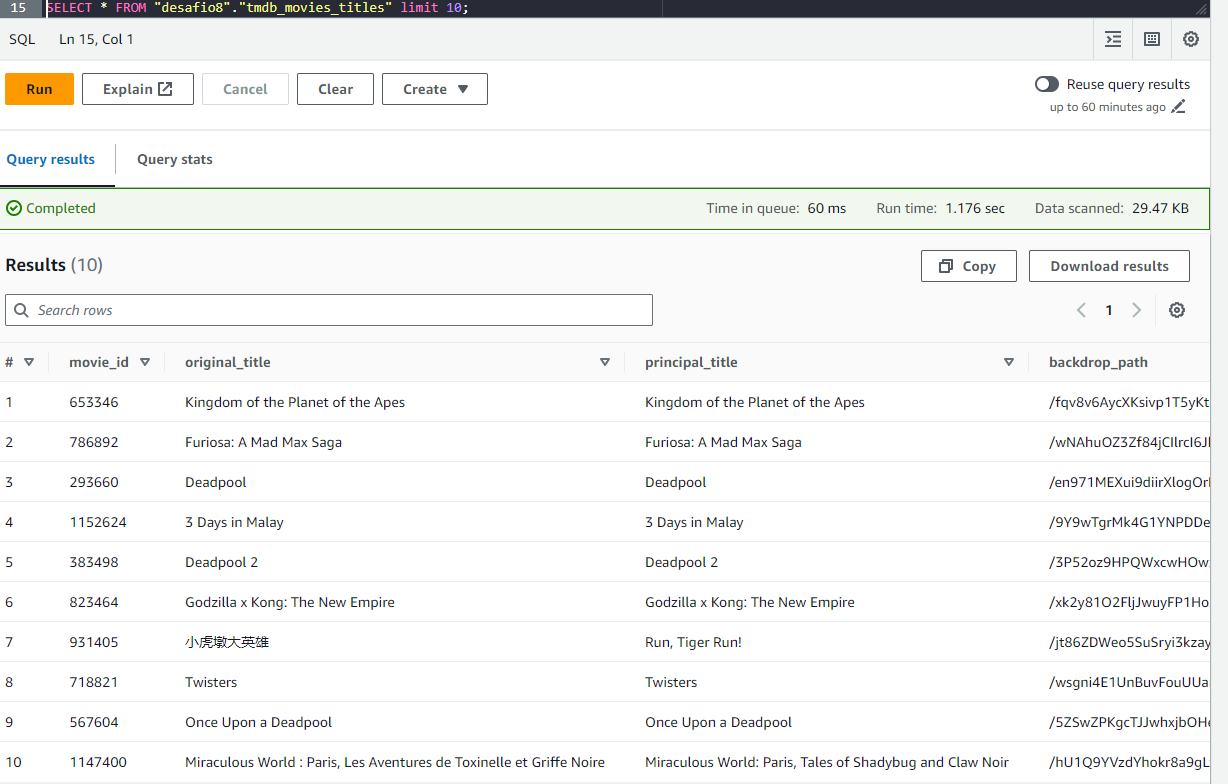 15 SELECT * FROM "desafio8"."tmdb_movies_titles" limit 10;
SQL Ln 15, Col 1
Run Explain Cancel Clear Create Reuse query results
up to 60 minutes ago
Query results Query stats
Completed Time in queue: 60 ms Run time: 1.176 sec Data scanned: 29.47 KB
Results (10) Copy Download results
Search rows 1
# movie_id original_title principal_title backdrop_path
1 653346 Kingdom of the Planet of the Apes Kingdom of the Planet of the Apes /fqv8v6AycXKsivp1T5yKt
2 786892 Furiosa: A Mad Max Saga Furiosa: A Mad Max Saga
3 293660 Deadpool Deadpool
4 1152624 3 Days in Malay 3 Days in Malay /9Y9wTgrMk4G1YNPDDe
5 383498 Deadpool 2 Deadpool 2
6 823464 Godzilla x Kong: The New Empire Godzilla x Kong: The New Empire
7 931405 小虎墩大英雄 Run, Tiger Run! /jt86ZDWeo5SuSryi3kzay
8 718821 Twisters Twisters /wsgni4E1UnBuvFouUUa
9 567604 Once Upon a Deadpool Once Upon a Deadpool
10 1147400 Miraculous World : Paris, Les Aventures de Toxinelle et Griffe Noire Miraculous World: Paris, Tales of Shadybug and Claw Noir /hU1Q9YVzdYhokr8a9gL